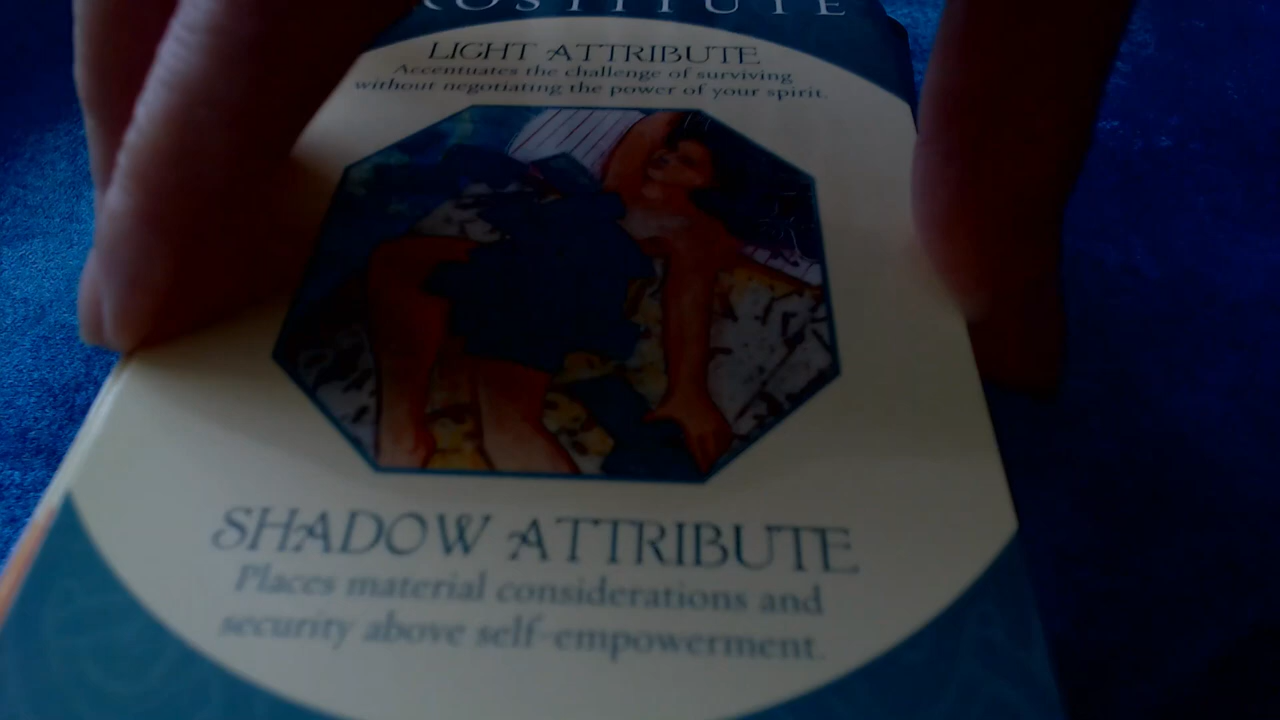 ROSTITUTE
LIGHT ATTRIBUTE
Accentuates the challenge of surviving
without negotiating the power of your spirit.
SHADOW ATTRIBUTE
Places material considerations and
security above self-empowerment.